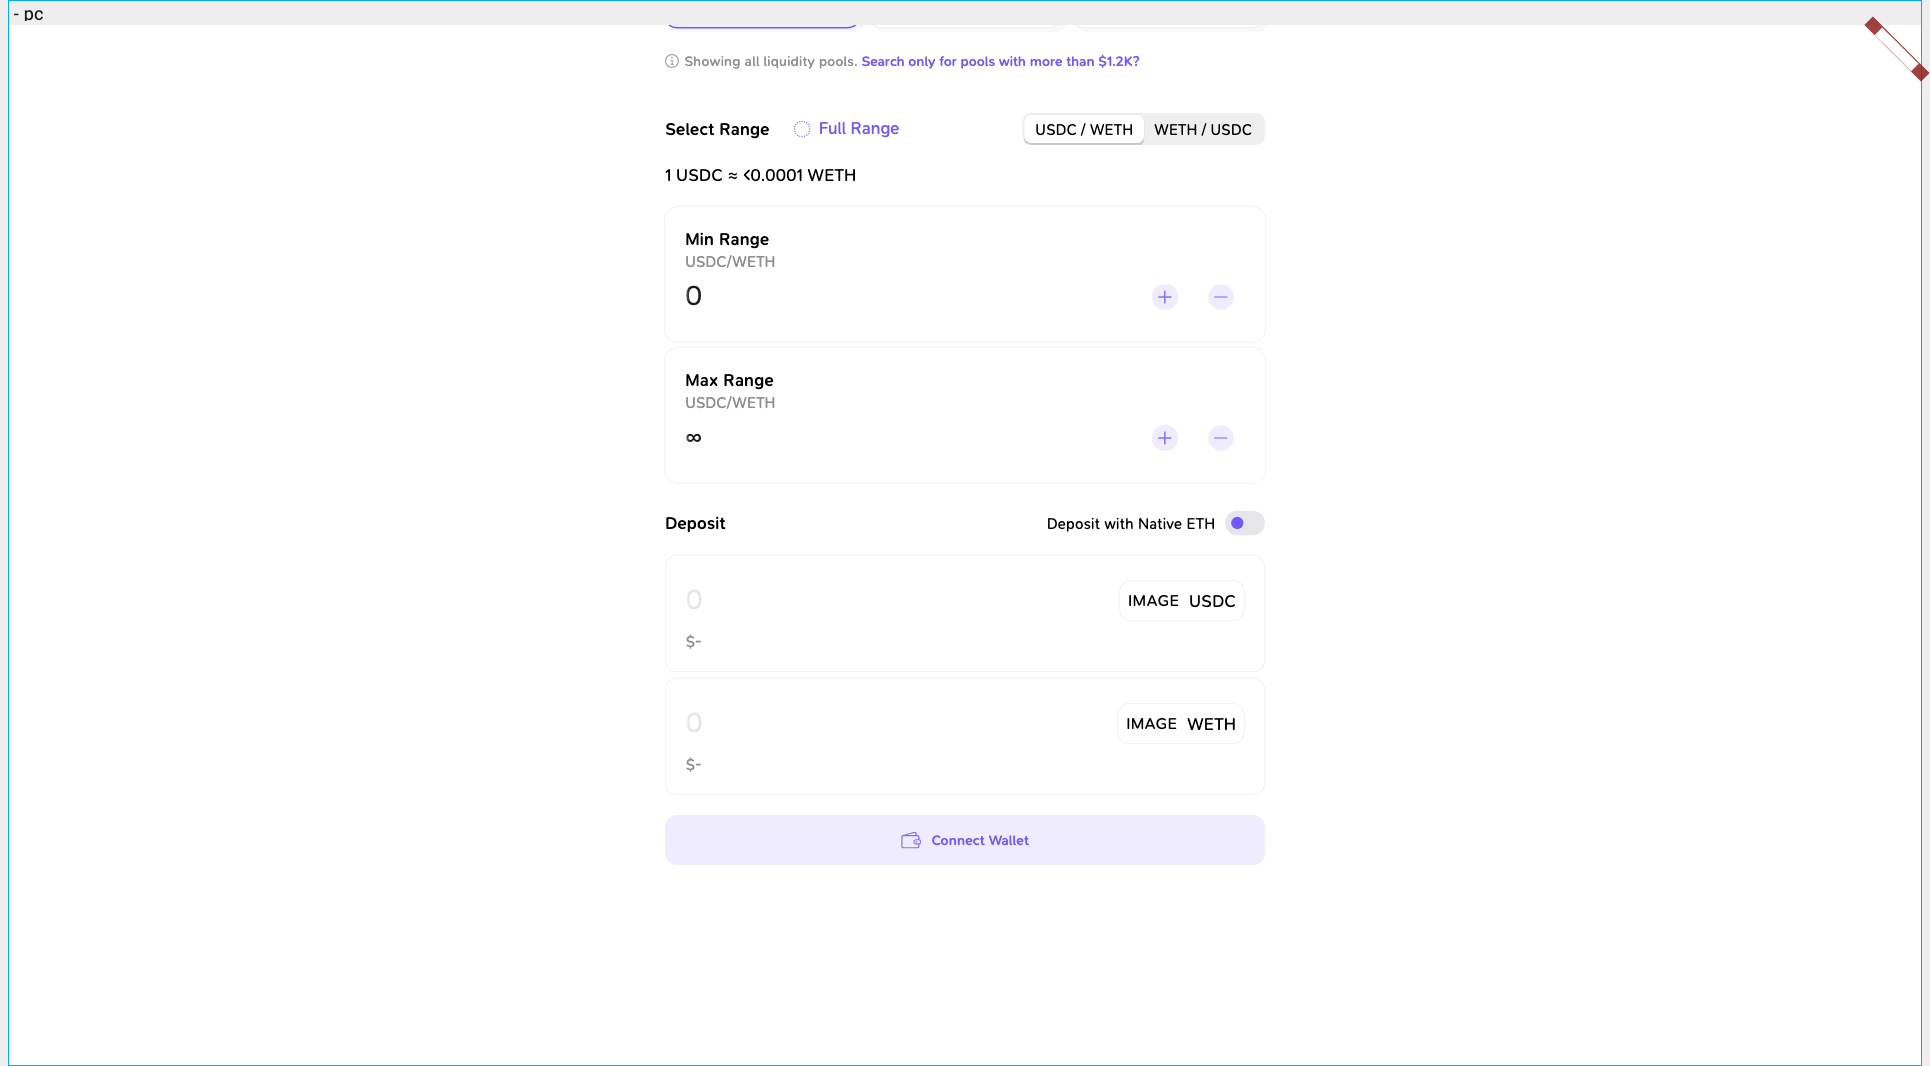 - pc
Showing all liquidity pools. Search only for pools with more than $1.2K?
Select Range Full Range USDC / WETH WETH / USDC
1 USDC ≈ <0.0001 WETH
Min Range
USDC/WETH
0
Max Range
USDC/WETH
∞
Deposit Deposit with Native ETH
0 IMAGE USDC
$-
0 IMAGE WETH
$-
Connect Wallet